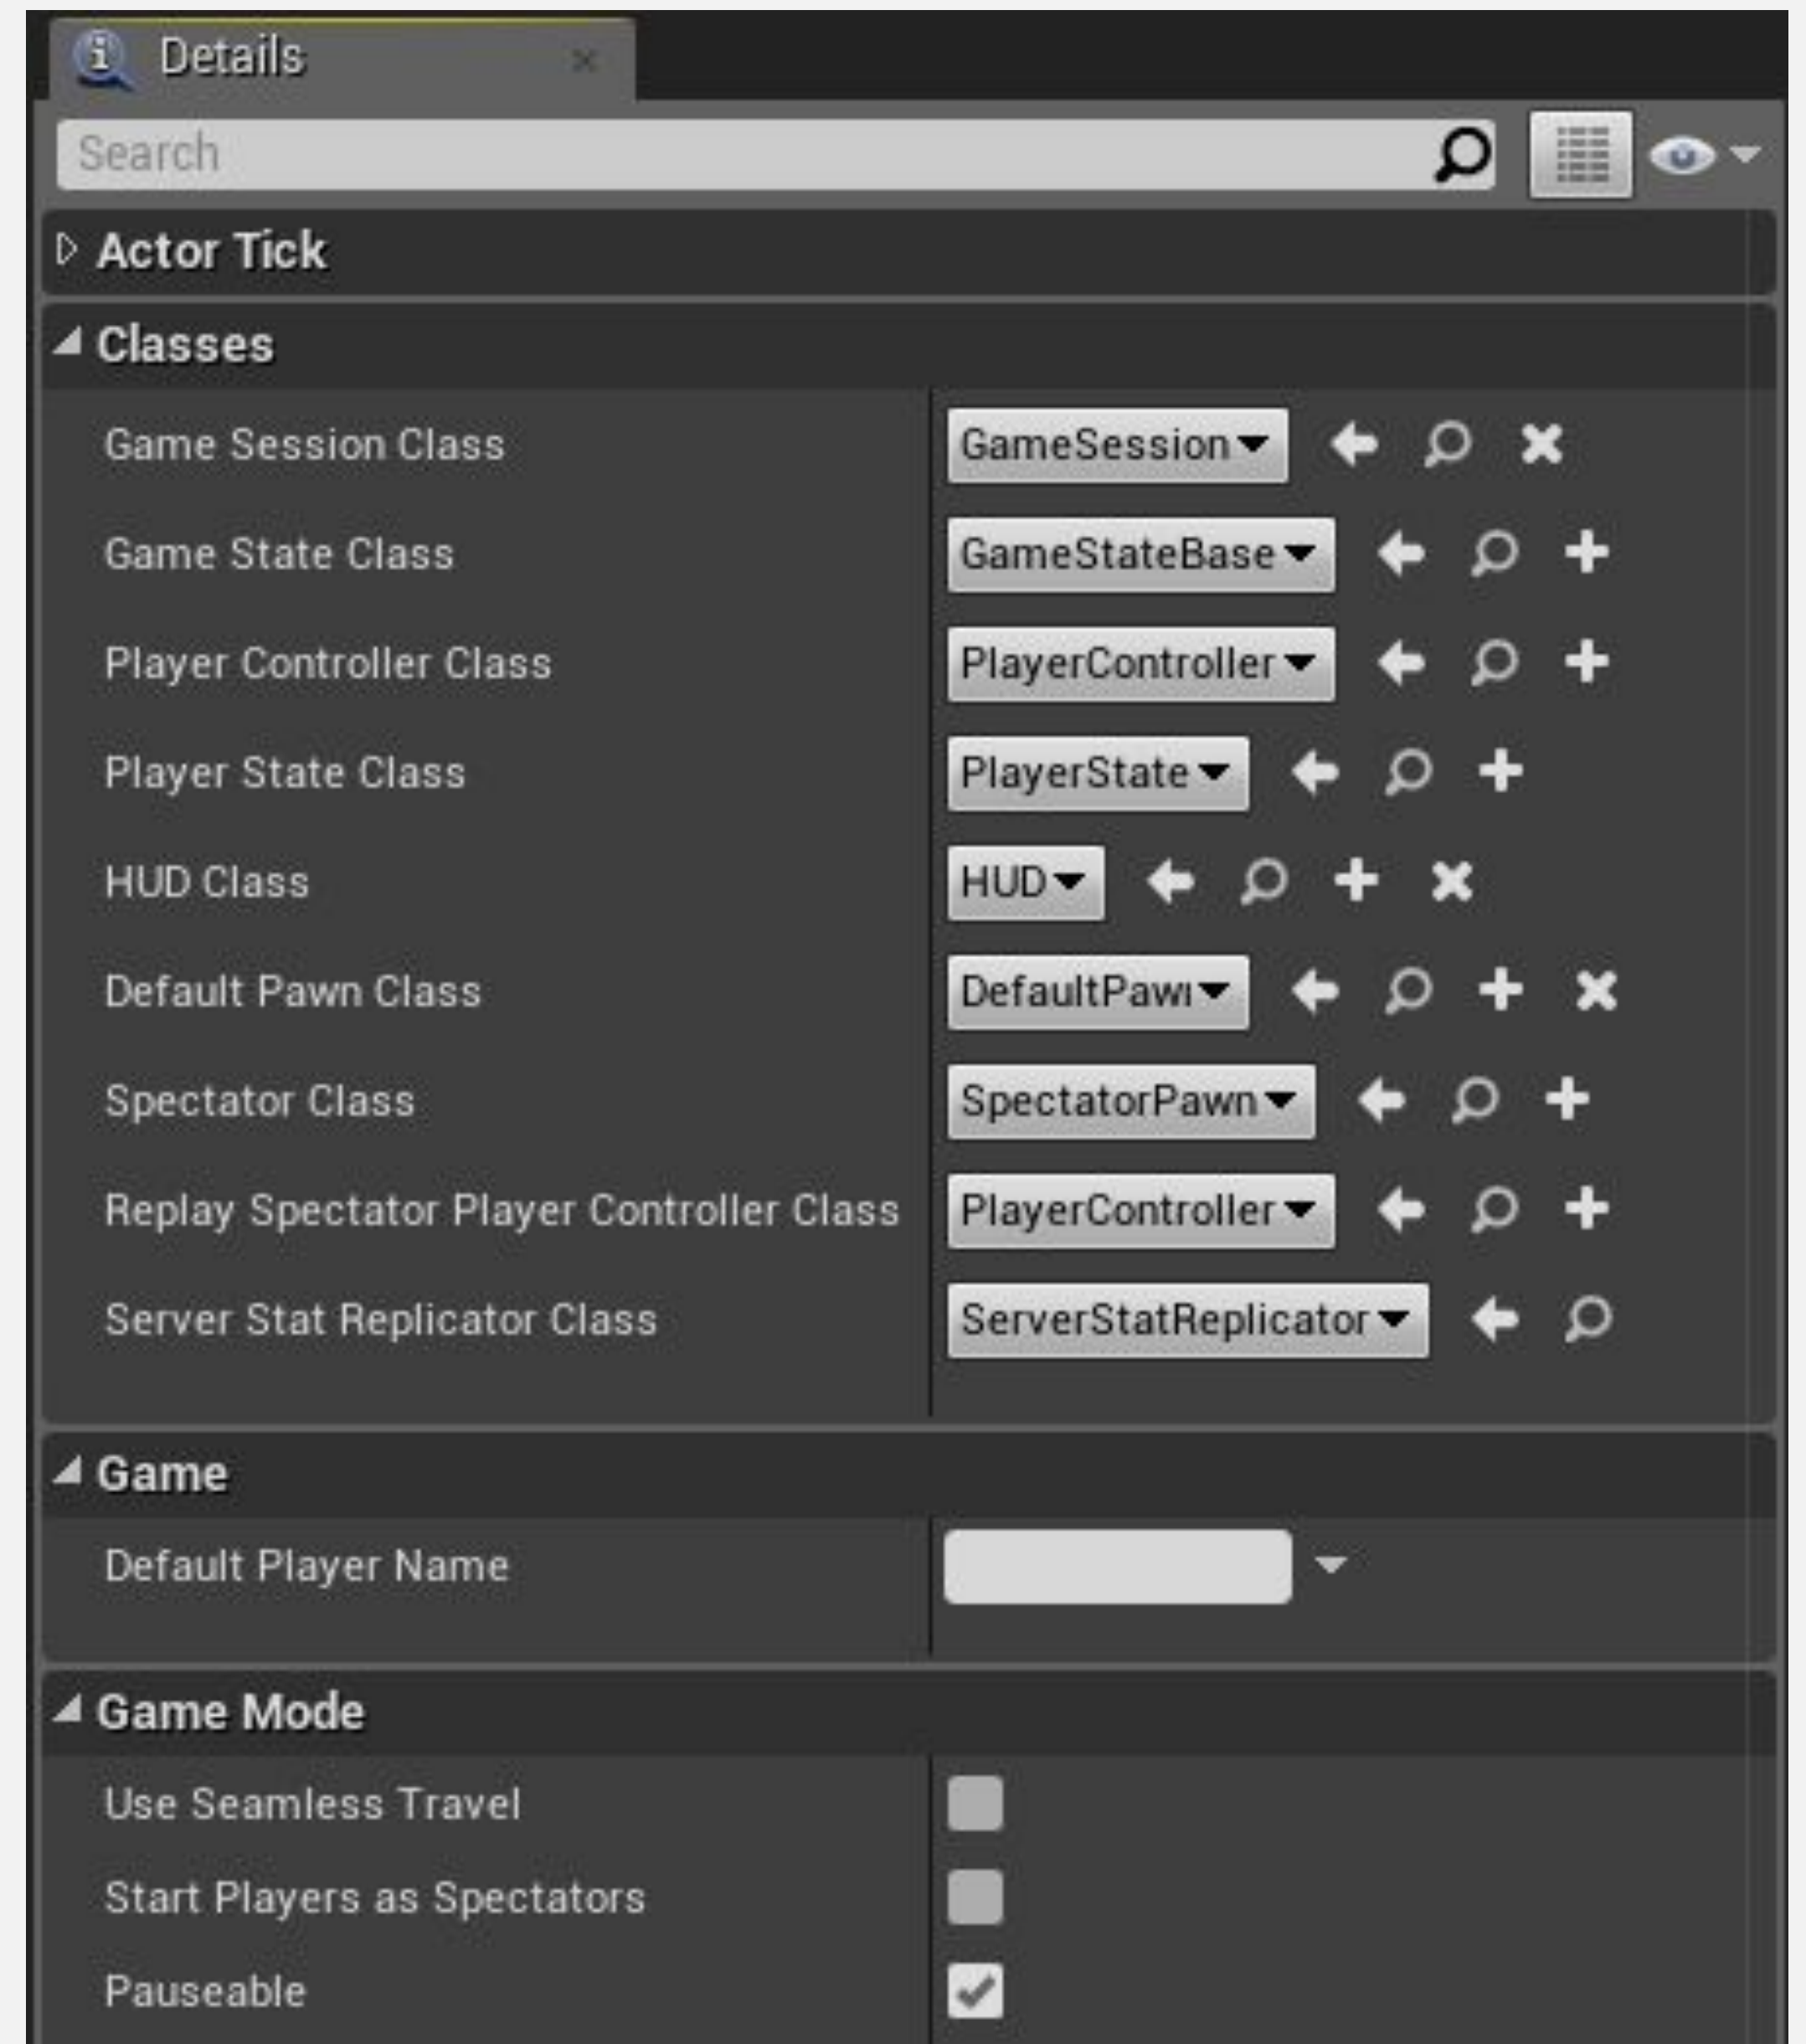 Details
Search
Actor Tick
Classes
Game Session Class GameSession
Game State Class GameStateBase
Player Controller Class PlayerController
Player State Class PlayerState
HUD Class HUD
Default Pawn Class DefaultPawn
Spectator Class SpectatorPawn
Replay Spectator Player Controller Class PlayerController
Server Stat Replicator Class ServerStatReplicator
Game
Default Player Name
Game Mode
Use Seamless Travel
Start Players as Spectators
Pauseable